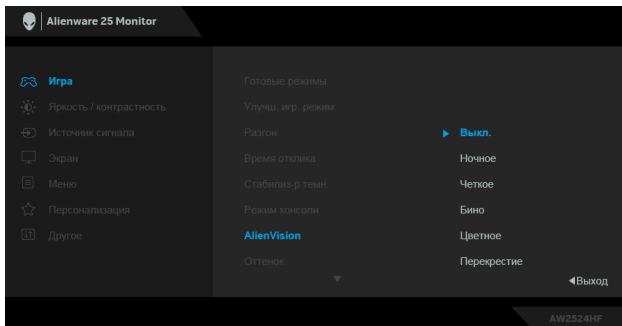 Alienware 25 Monitor
Игра
Яркость / контрастность
Источник сигнала
Экран
Меню
Персонализация
Другое
Готовые режимы
Улучш. игр. режим
Разгон
Время отклика
Стабилиз-р темн.
Режим консоли
AlienVision
Оттенок
Выкл.
Ночное
Четкое
Бино
Цветное
Перекрестие
Выход
AW2524HF